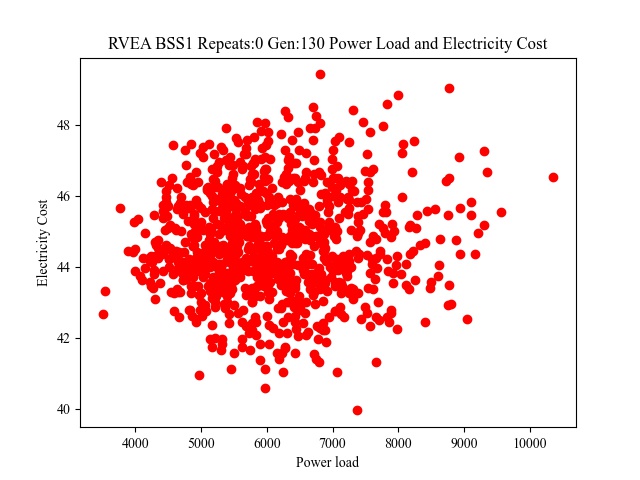 RVEA BSS1 Repeats:0 Gen:130 Power Load and Electricity Cost
Electricity Cost
48
46
44
42
40
4000 5000 6000 7000 8000 9000 10000
Power load